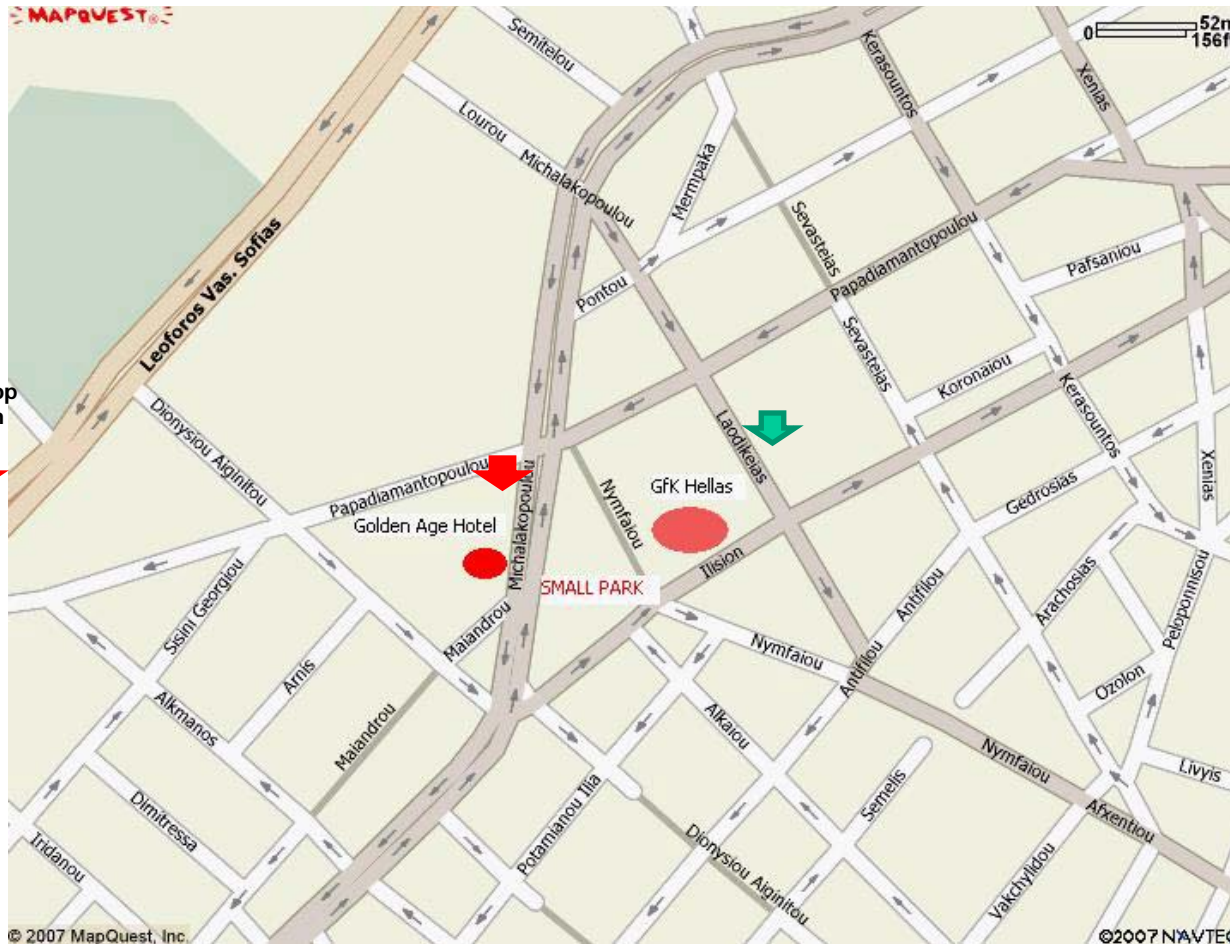 MAPQUEST®
52m
0
156ft
Semitelou
Kerasountos
Xenias
Lourou
Michalakopoulou
Mermpaka
Sevasteias
Papadiamantopoulou
Pafsaniou
Leoforos Vas. Sofias
Pontou
Sevasteias
Koronaiou
Kerasountos
Dionysiou Aiginitou
Laodikeias
Papadiamantopoulou
Michalakopoulou
Nymfaiou
GfK Hellas
Gedrosias
Xenias
Golden Age Hotel
Ilision
SMALL PARK
Sisini Georgiou
Maiandrou
Nymfaiou
Antifilou
Antifilou
Arachosias
Peloponnisou
Arnis
Alkmanos
Maiandrou
Alkaiou
Ozolon
Nymfaiou
Livyis
Dimitressa
Iridanou
Potamianou Ilia
Dionysiou Aiginitou
Semelis
Afxentiou
Vakchylidou
© 2007 MapQuest, Inc.
©2007 NAVTEQ